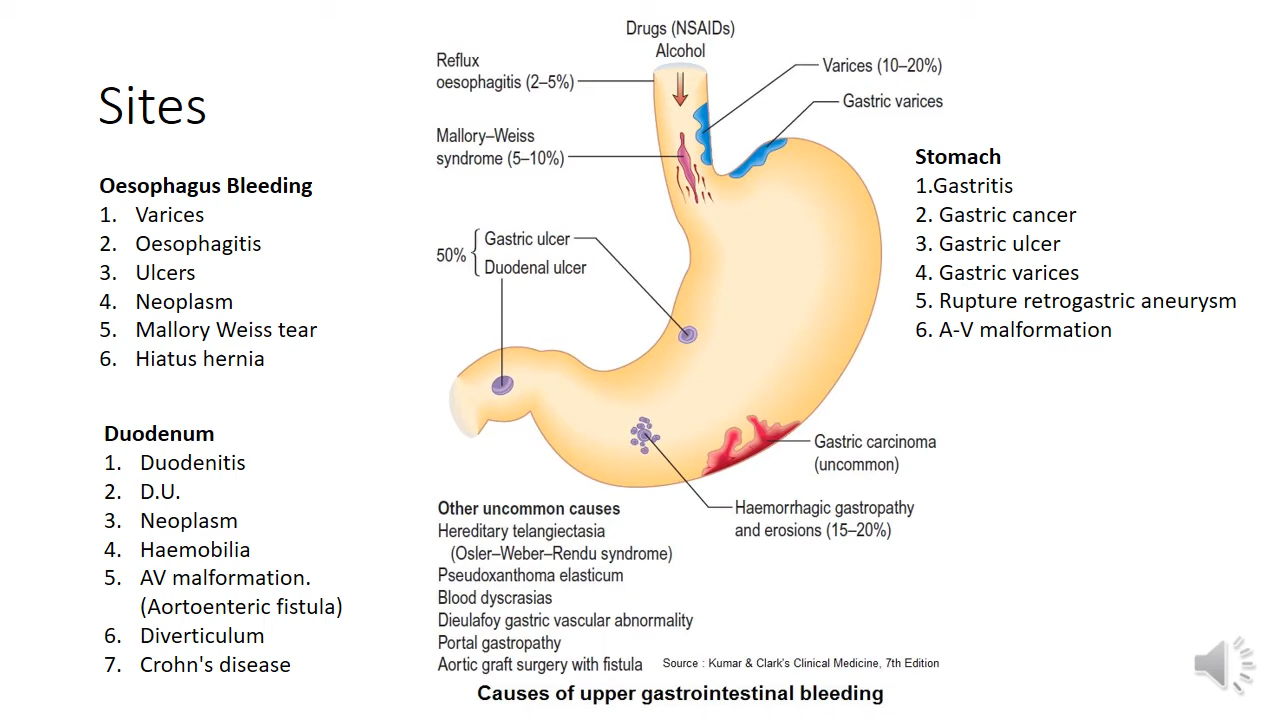 Sites
Oesophagus Bleeding
1. Varices
2. Oesophagitis
3. Ulcers
4. Neoplasm
5. Mallory Weiss tear
6. Hiatus hernia
Duodenum
1. Duodenitis
2. D.U.
3. Neoplasm
4. Haemobilia
5. AV malformation.
(Aortoenteric fistula)
6. Diverticulum
7. Crohn's disease
Drugs (NSAIDs)
Alcohol
Reflux
oesophagitis (2–5%)
Mallory–Weiss
syndrome (5–10%)
50%
Gastric ulcer
Duodenal ulcer
Varices (10–20%)
Gastric varices
Gastric carcinoma
(uncommon)
Haemorrhagic gastropathy
and erosions (15–20%)
Other uncommon causes
Hereditary telangiectasia
(Osler–Weber–Rendu syndrome)
Pseudoxanthoma elasticum
Blood dyscrasias
Dieulafoy gastric vascular abnormality
Portal gastropathy
Aortic graft surgery with fistula
Source : Kumar & Clark's Clinical Medicine, 7th Edition
Causes of upper gastrointestinal bleeding
Stomach
1.Gastritis
2. Gastric cancer
3. Gastric ulcer
4. Gastric varices
5. Rupture retrogastric aneurysm
6. A-V malformation